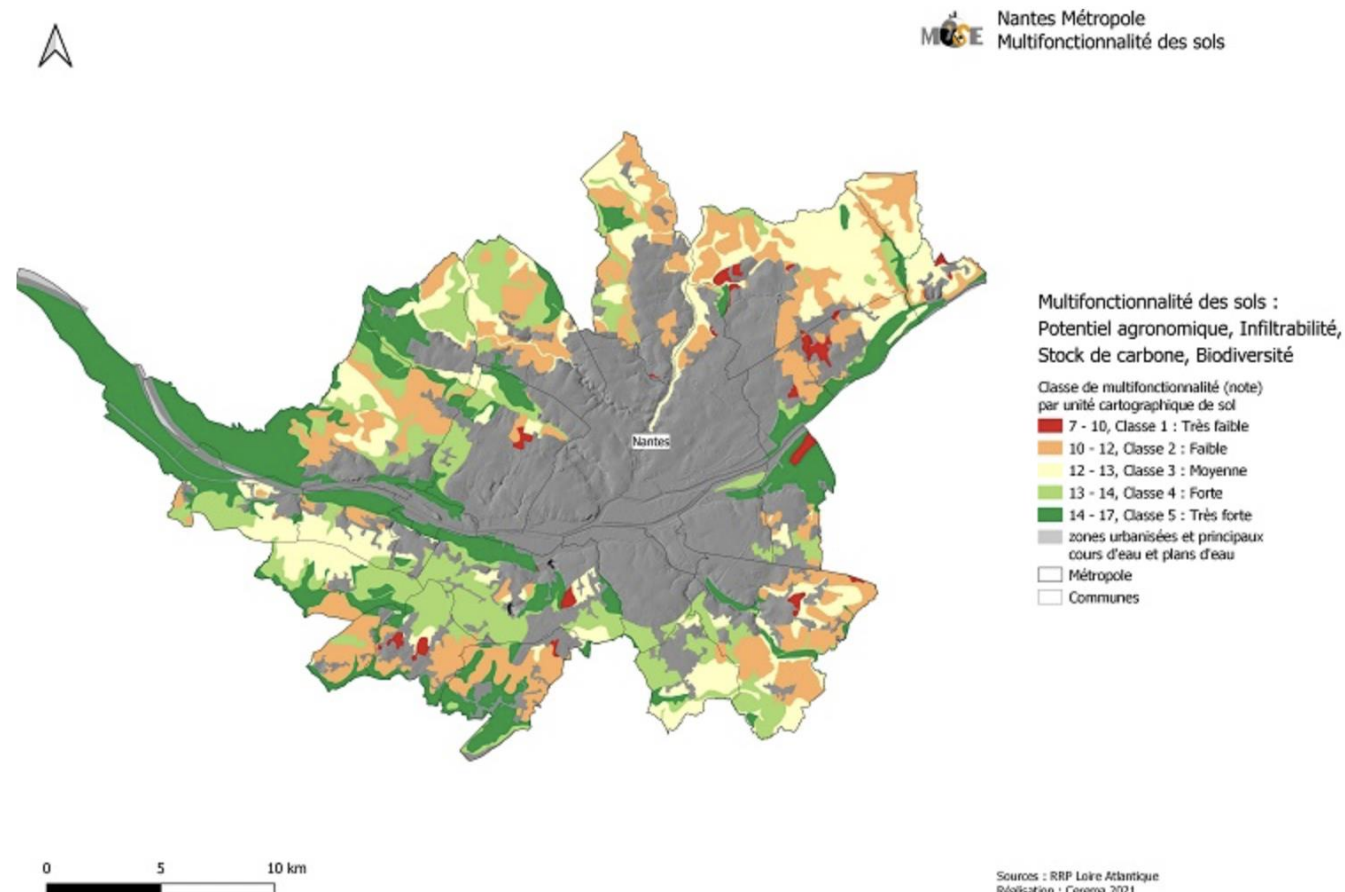 MUSE
Nantes Métropole
Multifonctionnalité des sols
Nantes
Multifonctionnalité des sols :
Potentiel agronomique, Infiltrabilité,
Stock de carbone, Biodiversité
Classe de multifonctionnalité (note)
par unité cartographique de sol
7 - 10, Classe 1 : Très faible
10 - 12, Classe 2 : Faible
12 - 13, Classe 3 : Moyenne
13 - 14, Classe 4 : Forte
14 - 17, Classe 5 : Très forte
zones urbanisées et principaux
cours d'eau et plans d'eau
Métropole
Communes
0 5 10 km
Sources : RRP Loire Atlantique
Réalisation : Cerema 2021